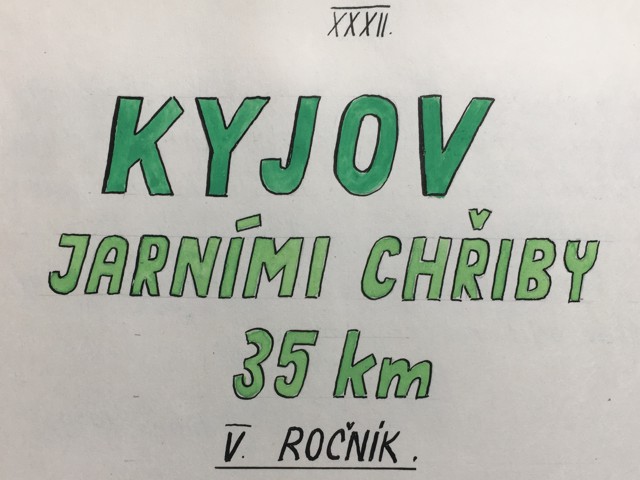 XXXII.
KYJOV
JARNÍMI CHŘIBY
35 km
V. ROČNÍK.